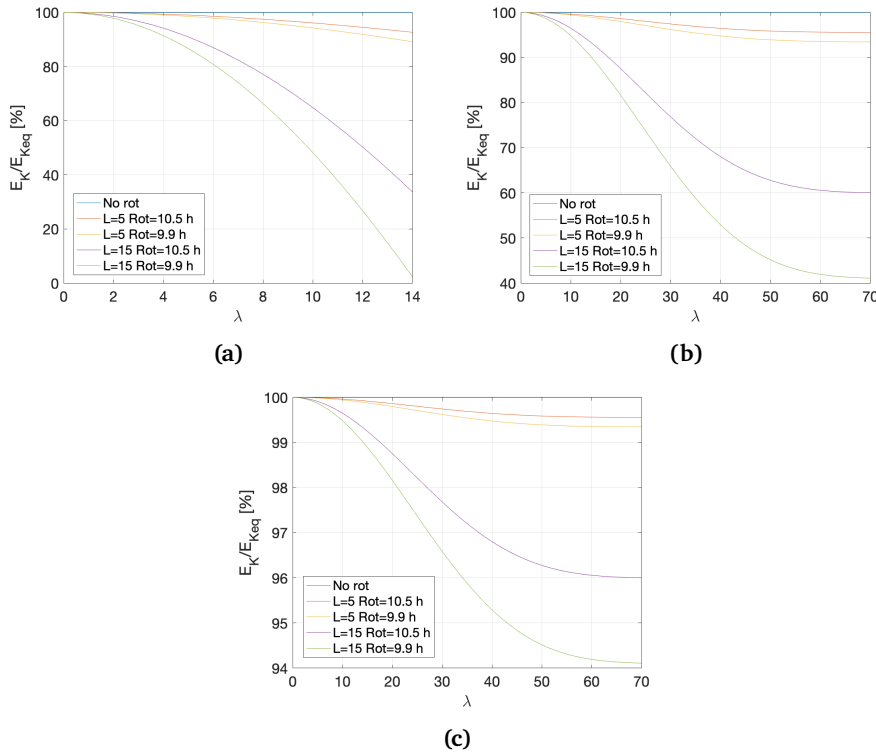 100
80
60
40
20
0
E_K/E_Keq [%]
No rot
L=5 Rot=10.5 h
L=5 Rot=9.9 h
L=15 Rot=10.5 h
L=15 Rot=9.9 h
0 2 4 6 8 10 12 14
λ
(a)
100
90
80
70
60
50
40
E_K/E_Keq [%]
No rot
L=5 Rot=10.5 h
L=5 Rot=9.9 h
L=15 Rot=10.5 h
L=15 Rot=9.9 h
0 10 20 30 40 50 60 70
λ
(b)
100
99
98
97
96
95
94
E_K/E_Keq [%]
No rot
L=5 Rot=10.5 h
L=5 Rot=9.9 h
L=15 Rot=10.5 h
L=15 Rot=9.9 h
0 10 20 30 40 50 60 70
λ
(c)